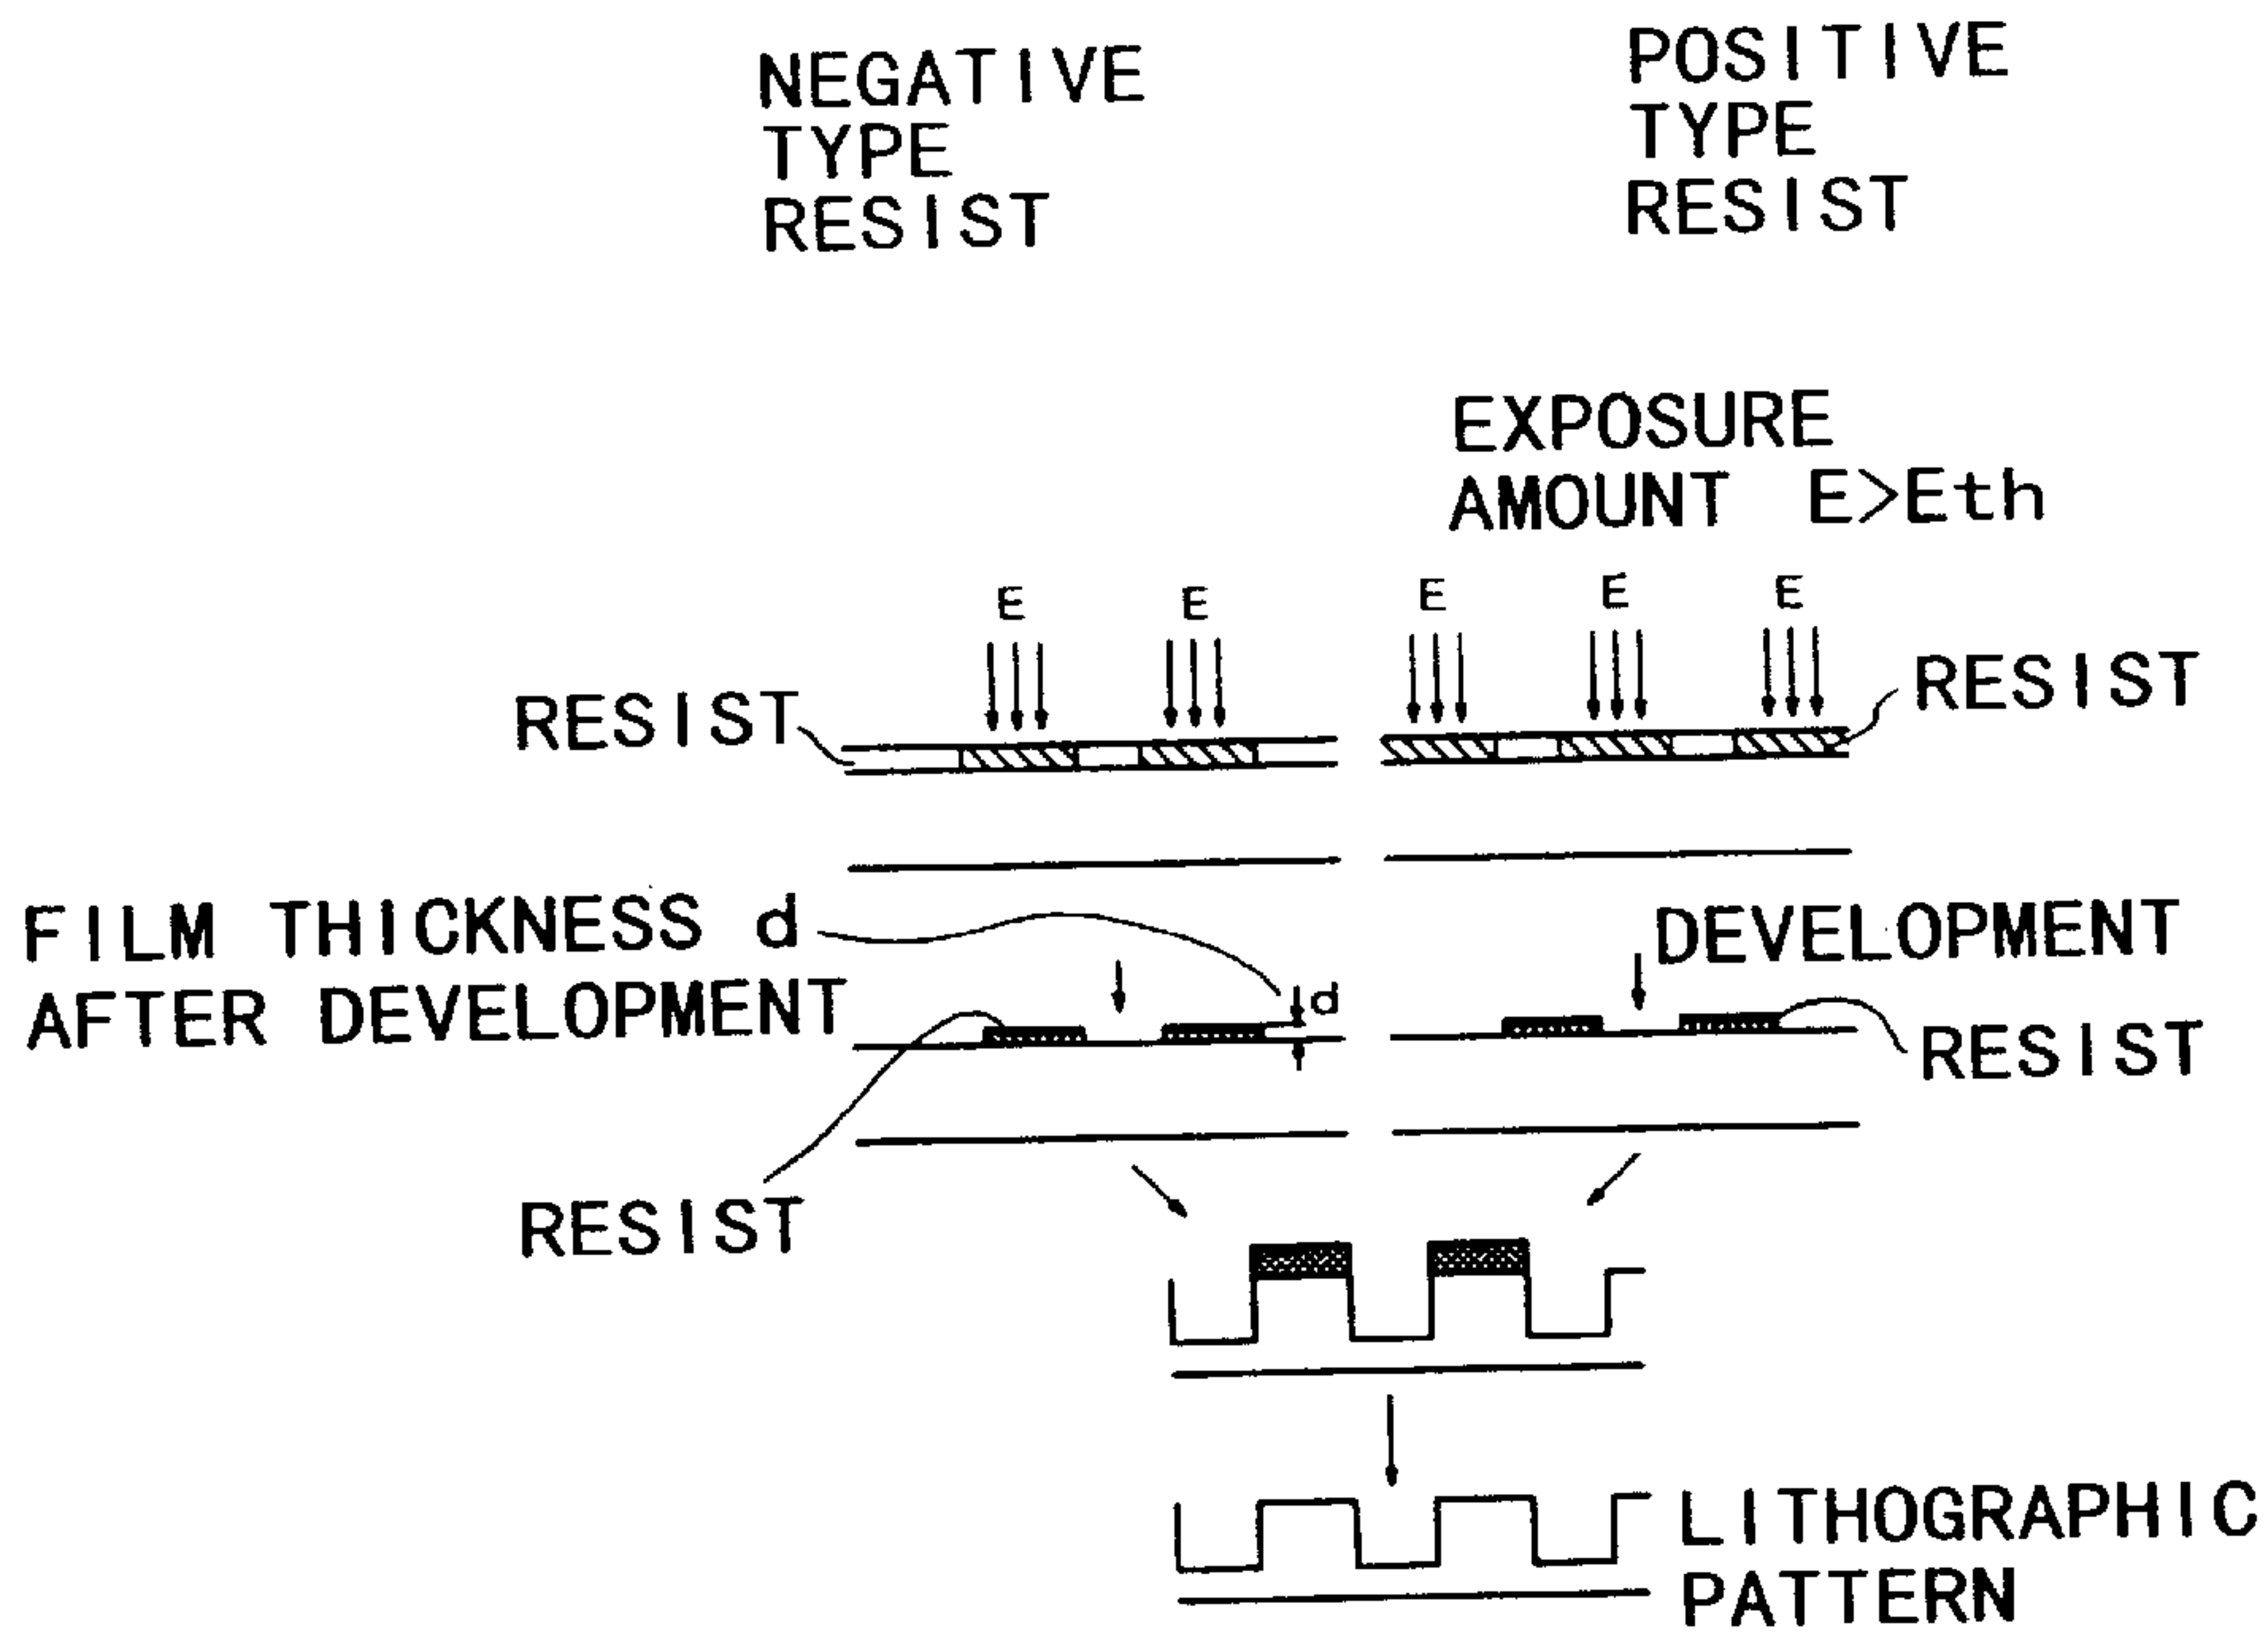 NEGATIVE
TYPE
RESIST
POSITIVE
TYPE
RESIST
EXPOSURE
AMOUNT E>Eth
E E E E E
RESIST
RESIST
FILM THICKNESS d
AFTER DEVELOPMENT
d
DEVELOPMENT
RESIST
RESIST
LITHOGRAPHIC
PATTERN